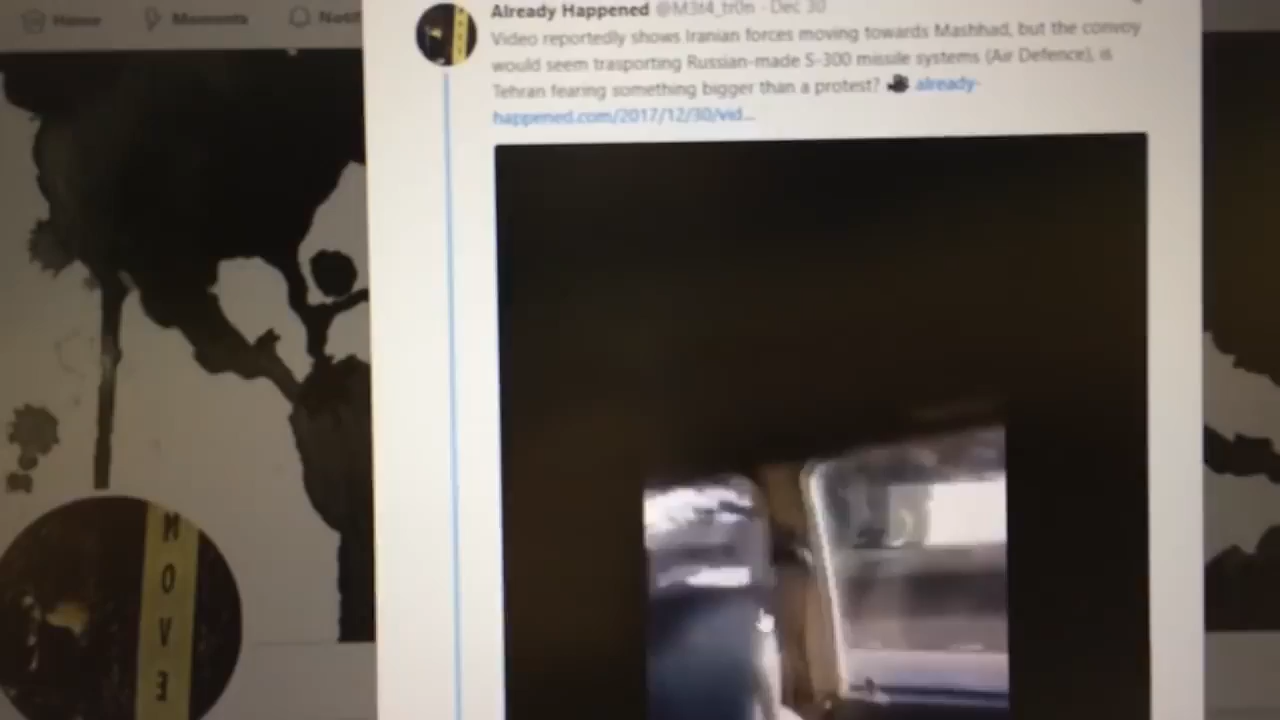 Home Moments Notif
Already Happened @M3t4_tr0n · Dec 30
Video reportedly shows Iranian forces moving towards Mashhad, but the convoy
would seem trasporting Russian-made S-300 missile systems (Air Defence), is
Tehran fearing something bigger than a protest? 🎥 already-
happened.com/2017/12/30/vid...
M
O
V
3